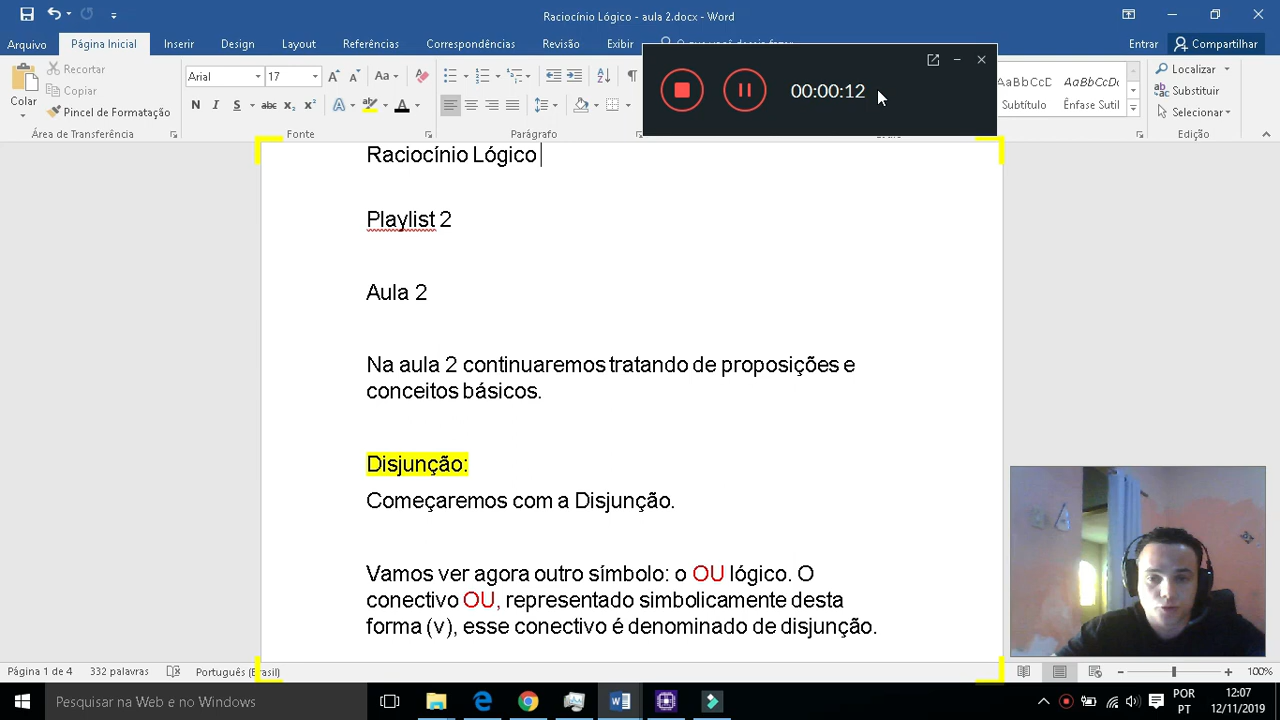 Raciocínio Lógico - aula 2.docx - Word
Arquivo Página Inicial Inserir Design Layout Referências Correspondências Revisão Exibir Entrar Compartilhar
Colar
Recortar
Copiar
Pincel de Formatação
Área de Transferência
Arial 17
Aa
N I S abc X₂ X²
Fonte
Parágrafo
00:00:12
AaBbCcD AaBbCcD
Subtítulo Ênfase Sutil
Localizar
Substituir
Selecionar
Edição
Raciocínio Lógico
Playlist 2
Aula 2
Na aula 2 continuaremos tratando de proposições e
conceitos básicos.
Disjunção:
Começaremos com a Disjunção.
Vamos ver agora outro símbolo: o OU lógico. O
conectivo OU, representado simbolicamente desta
forma (v), esse conectivo é denominado de disjunção.
Página 1 de 4 332 palavras Português (Brasil) 100%
Pesquisar na Web e no Windows
POR
PT
12:07
12/11/2019